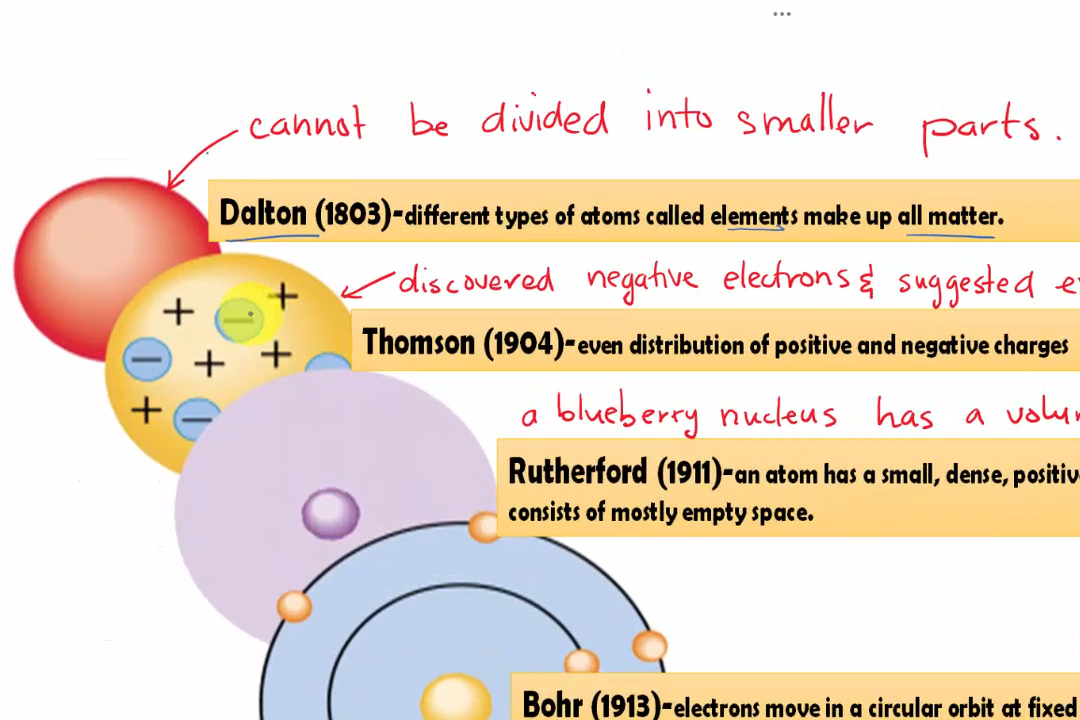 cannot be divided into smaller parts.
Dalton (1803)-different types of atoms called elements make up all matter.
discovered negative electrons & suggested
Thomson (1904)-even distribution of positive and negative charges
a blueberry nucleus has a
Rutherford (1911)-an atom has a small, dense,
consists of mostly empty space.
Bohr (1913)-electrons move in a circular orbit at fixed